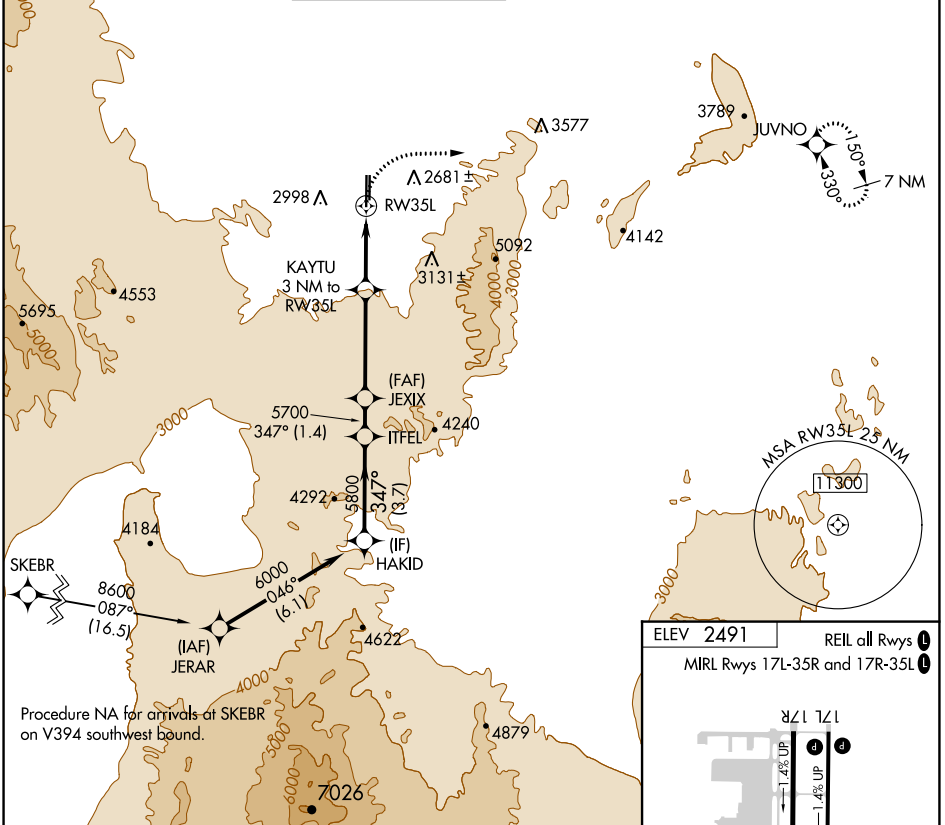 3789
JUVNO
150°
330°
7 NM
3577
2681±
2998
RW35L
4142
5092
3000
4000
3131±
KAYTU
3 NM to
RW35L
4553
5695
5000
(FAF)
JEXIX
5700
347° (1.4)
ITFEL
4240
3000
MSA RW35L 25 NM
11300
4292
5800
347°
(3.7)
4184
(IF)
HAKID
SKEBR
8600
087°
(16.5)
6000
046°
(6.1)
(IAF)
JERAR
4622
3000
4000
Procedure NA for arrivals at SKEBR
on V394 southwest bound.
5000
6000
7026
4879
ELEV 2491
REIL all Rwys L
MIRL Rwys 17L-35R and 17R-35L L
17R
17L
P
P
1.4% UP
1.4% UP